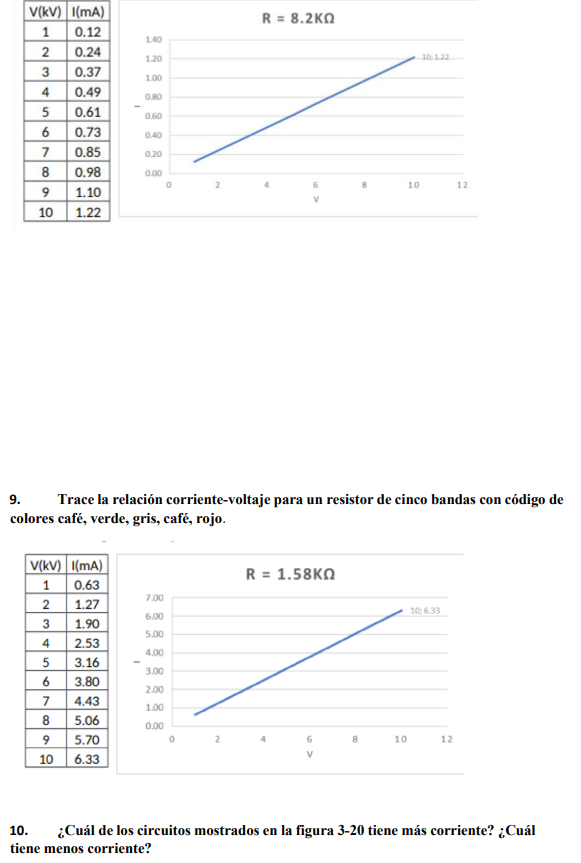 V(kV) I(mA)
1 0.12
2 0.24
3 0.37
4 0.49
5 0.61
6 0.73
7 0.85
8 0.98
9 1.10
10 1.22
R = 8.2KΩ
1.40
1.20
1.00
0.80
0.60
0.40
0.20
0.00
I
10; 1.22
0 2 4 6 8 10 12
V
9. Trace la relación corriente-voltaje para un resistor de cinco bandas con código de
colores café, verde, gris, café, rojo.
V(kV) I(mA)
1 0.63
2 1.27
3 1.90
4 2.53
5 3.16
6 3.80
7 4.43
8 5.06
9 5.70
10 6.33
R = 1.58KΩ
7.00
6.00
5.00
4.00
3.00
2.00
1.00
0.00
I
10; 6.33
0 2 4 6 8 10 12
V
10. ¿Cuál de los circuitos mostrados en la figura 3-20 tiene más corriente? ¿Cuál
tiene menos corriente?